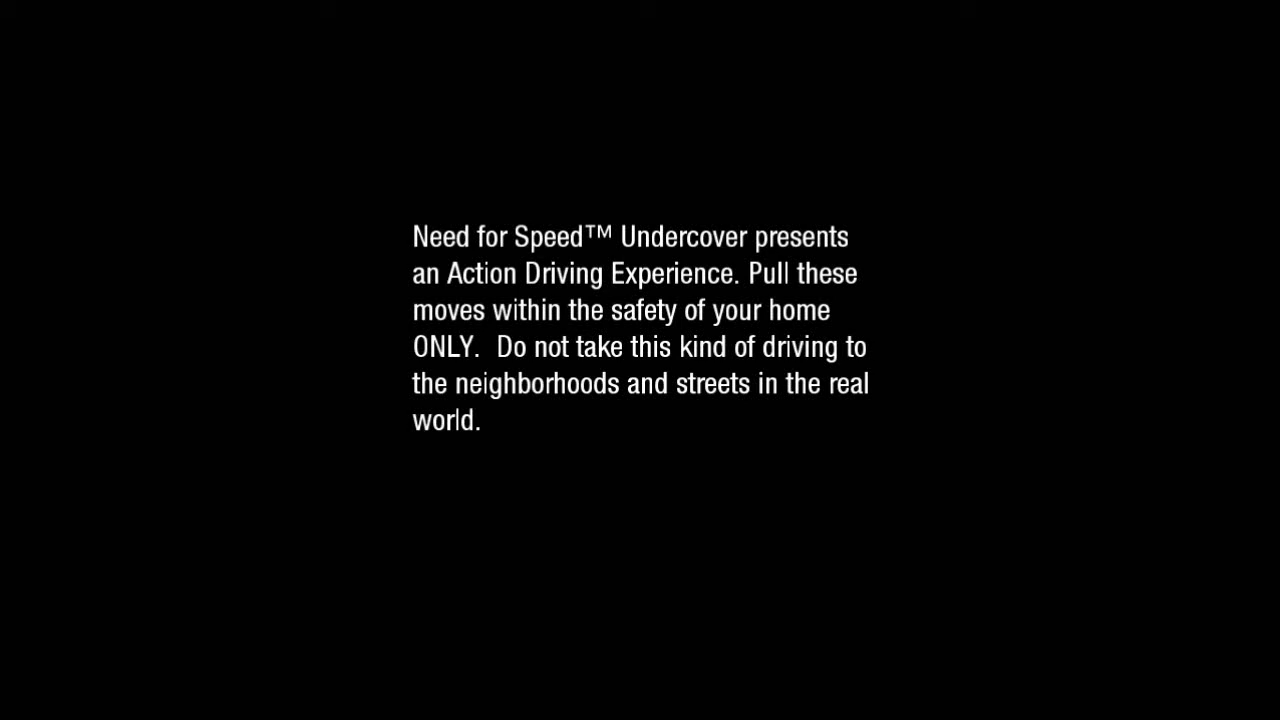 Need for Speed™ Undercover presents
an Action Driving Experience. Pull these
moves within the safety of your home
ONLY.  Do not take this kind of driving to
the neighborhoods and streets in the real
world.